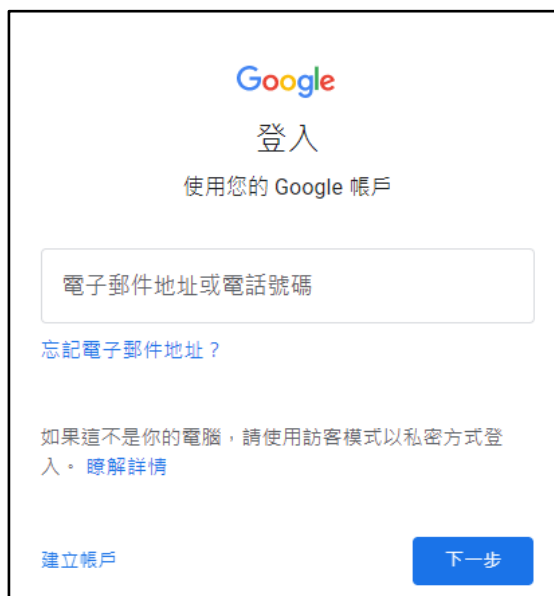 Google
登入
使用您的 Google 帳戶
電子郵件地址或電話號碼
忘記電子郵件地址？
如果這不是你的電腦，請使用訪客模式以私密方式登
入。 瞭解詳情
建立帳戶
下一步